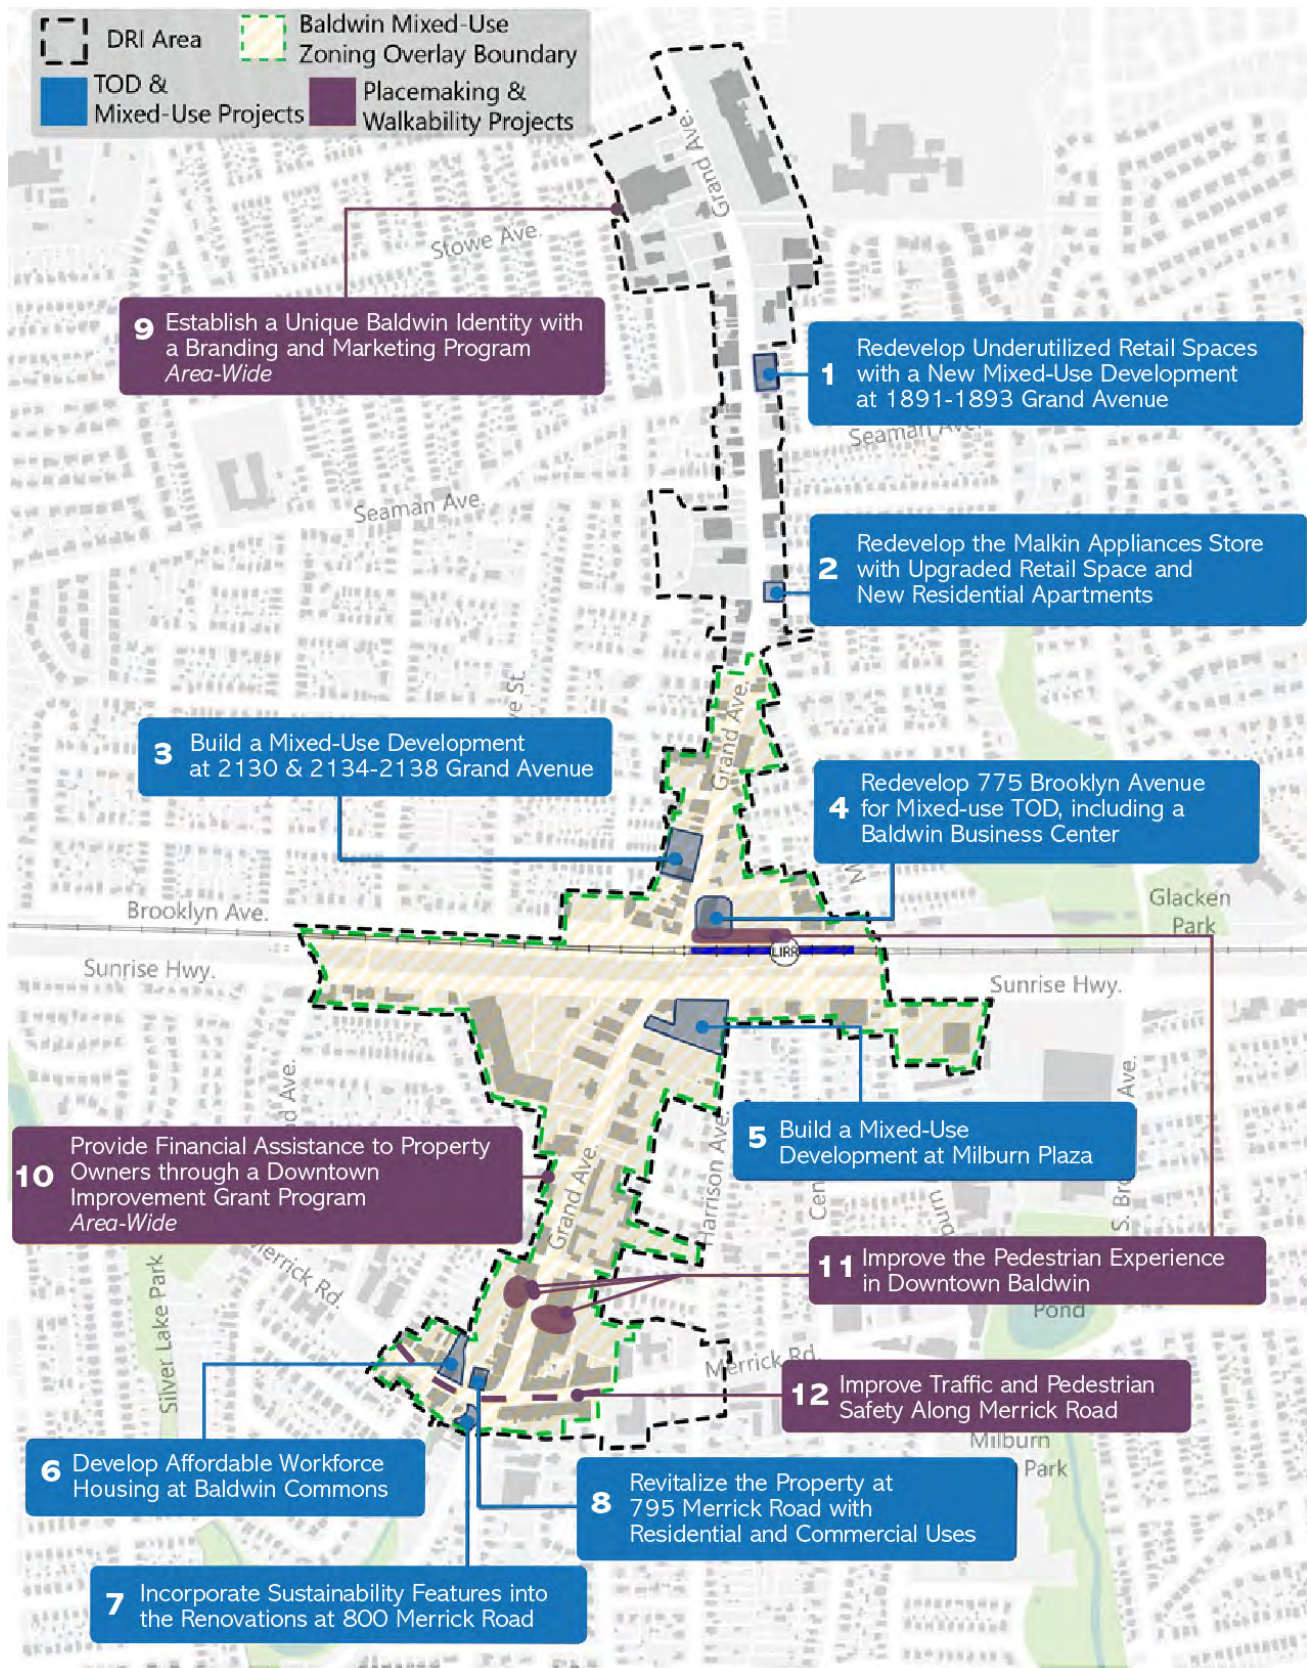 DRI Area
Baldwin Mixed-Use
Zoning Overlay Boundary
TOD &
Mixed-Use Projects
Placemaking &
Walkability Projects
Grand Ave.
Stowe Ave.
9 Establish a Unique Baldwin Identity with
a Branding and Marketing Program
Area-Wide
1 Redevelop Underutilized Retail Spaces
with a New Mixed-Use Development
at 1891-1893 Grand Avenue
Seaman Ave.
Seaman Ave.
2 Redevelop the Malkin Appliances Store
with Upgraded Retail Space and
New Residential Apartments
ve St.
Grand Ave.
3 Build a Mixed-Use Development
at 2130 & 2134-2138 Grand Avenue
4 Redevelop 775 Brooklyn Avenue
for Mixed-use TOD, including a
Baldwin Business Center
Glacken
Park
Brooklyn Ave.
LIRR
Sunrise Hwy.
Sunrise Hwy.
d Ave.
Ave.
5 Build a Mixed-Use
Development at Milburn Plaza
10 Provide Financial Assistance to Property
Owners through a Downtown
Improvement Grant Program
Area-Wide
Grand Ave.
Harrison Ave.
Cen
S. Bro
Merrick Rd.
Silver Lake Park
11 Improve the Pedestrian Experience
in Downtown Baldwin
Pond
Merrick Rd.
12 Improve Traffic and Pedestrian
Safety Along Merrick Road
Milburn
Park
6 Develop Affordable Workforce
Housing at Baldwin Commons
8 Revitalize the Property at
795 Merrick Road with
Residential and Commercial Uses
7 Incorporate Sustainability Features into
the Renovations at 800 Merrick Road